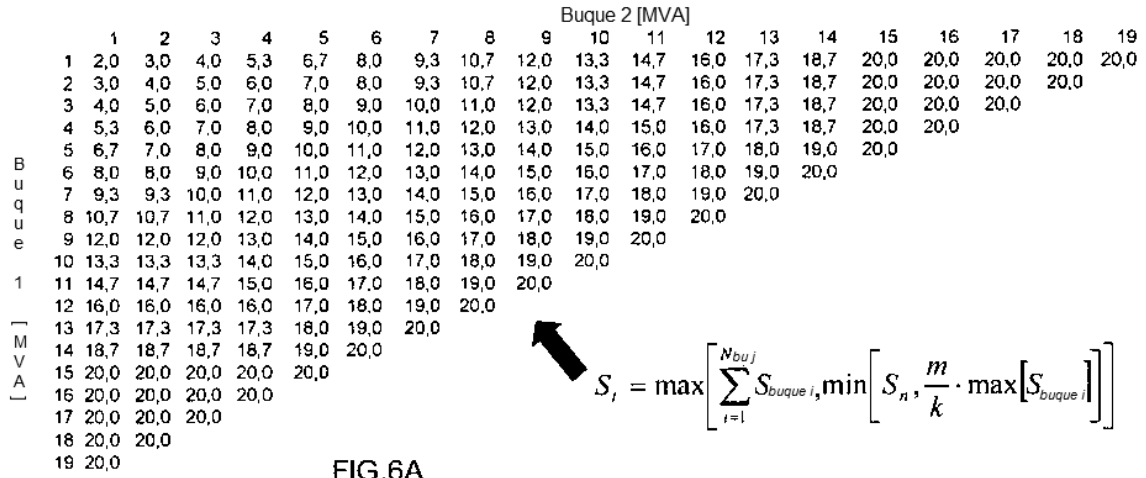 Buque 2 [MVA]
1 2 3 4 5 6 7 8 9 10 11 12 13 14 15 16 17 18 19
1 2,0 3,0 4,0 5,3 6,7 8,0 9,3 10,7 12,0 13,3 14,7 16,0 17,3 18,7 20,0 20,0 20,0 20,0 20,0
2 3,0 4,0 5,0 6,0 7,0 8,0 9,3 10,7 12,0 13,3 14,7 16,0 17,3 18,7 20,0 20,0 20,0 20,0
3 4,0 5,0 6,0 7,0 8,0 9,0 10,0 11,0 12,0 13,3 14,7 16,0 17,3 18,7 20,0 20,0 20,0
4 5,3 6,0 7,0 8,0 9,0 10,0 11,0 12,0 13,0 14,0 15,0 16,0 17,3 18,7 20,0 20,0
5 6,7 7,0 8,0 9,0 10,0 11,0 12,0 13,0 14,0 15,0 16,0 17,0 18,0 19,0 20,0
6 8,0 8,0 9,0 10,0 11,0 12,0 13,0 14,0 15,0 16,0 17,0 18,0 19,0 20,0
7 9,3 9,3 10,0 11,0 12,0 13,0 14,0 15,0 16,0 17,0 18,0 19,0 20,0
8 10,7 10,7 11,0 12,0 13,0 14,0 15,0 16,0 17,0 18,0 19,0 20,0
9 12,0 12,0 12,0 13,0 14,0 15,0 16,0 17,0 18,0 19,0 20,0
10 13,3 13,3 13,3 14,0 15,0 16,0 17,0 18,0 19,0 20,0
11 14,7 14,7 14,7 15,0 16,0 17,0 18,0 19,0 20,0
12 16,0 16,0 16,0 16,0 17,0 18,0 19,0 20,0
13 17,3 17,3 17,3 17,3 18,0 19,0 20,0
14 18,7 18,7 18,7 18,7 19,0 20,0
15 20,0 20,0 20,0 20,0 20,0
16 20,0 20,0 20,0 20,0
17 20,0 20,0 20,0
18 20,0 20,0
19 20,0
Buque 1 [MVA]
S_t = max[∑_{i=1}^{N_{buj}} S_{buque i}, min[S_n, m/k · max[S_{buque i}]]]
FIG.6A